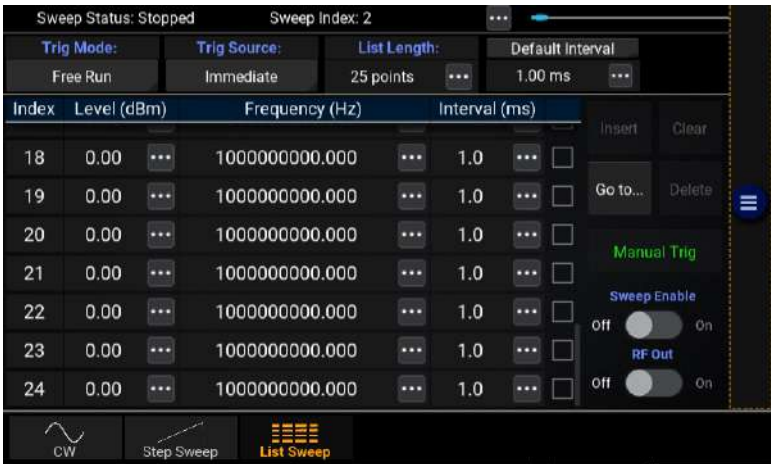 Sweep Status: Stopped Sweep Index: 2 •••
Trig Mode: Trig Source: List Length: Default Interval
Free Run Immediate 25 points ••• 1.00 ms •••
Index Level (dBm) Frequency (Hz) Interval (ms)
Insert Clear
18 0.00 ••• 1000000000.000 ••• 1.0 •••
19 0.00 ••• 1000000000.000 ••• 1.0 •••
Go to... Delete
20 0.00 ••• 1000000000.000 ••• 1.0 •••
21 0.00 ••• 1000000000.000 ••• 1.0 •••
Manual Trig
22 0.00 ••• 1000000000.000 ••• 1.0 •••
Sweep Enable
Off On
23 0.00 ••• 1000000000.000 ••• 1.0 •••
RF Out
24 0.00 ••• 1000000000.000 ••• 1.0 •••
Off On
CW Step Sweep List Sweep